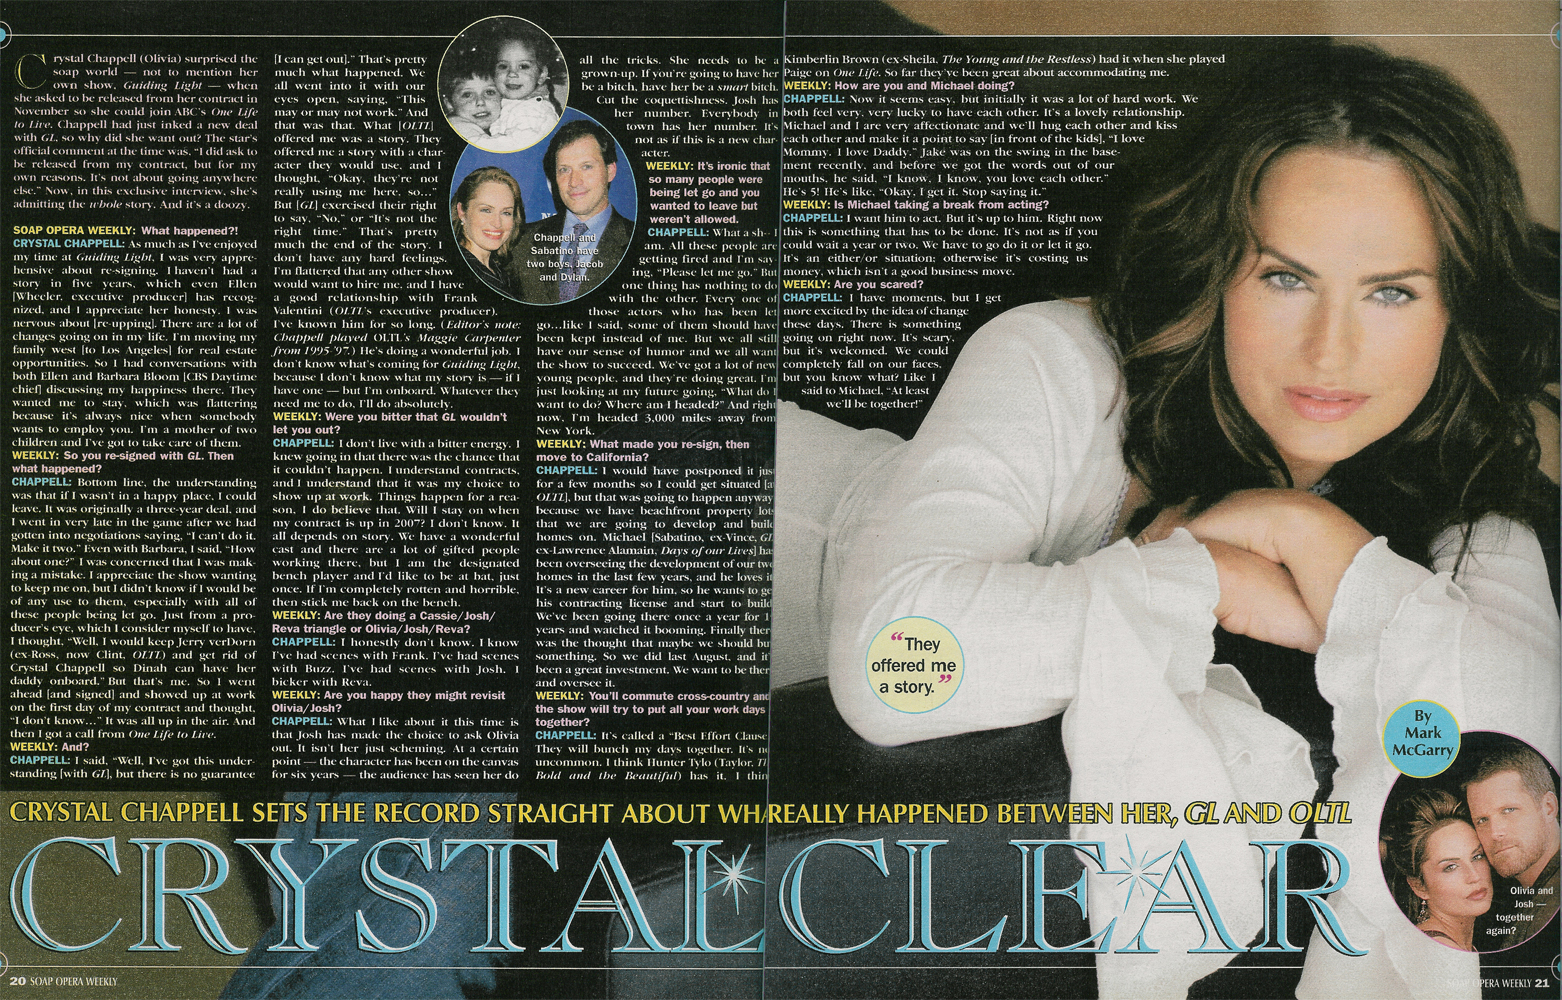 Crystal Chappell (Olivia) surprised the
soap world — not to mention her
own show, Guiding Light — when
she asked to be released from her contract in
November so she could join ABC's One Life
to Live. Chappell had just inked a new deal
with GL, so why did she want out? The star's
official comment at the time was, "I did ask to
be released from my contract, but for my
own reasons. It's not about going anywhere
else." Now, in this exclusive interview, she's
admitting the whole story. And it's a doozy.
SOAP OPERA WEEKLY: What happened?!
CRYSTAL CHAPPELL: As much as I've enjoyed
my time at Guiding Light, I was appre-
hensive about re-signing. I haven't had a
story in five years, which even Ellen
[Wheeler, executive producer] has recog-
nized, and I appreciate her honesty. I was
nervous about [re-upping]. There are a lot of
changes going on in my life. I'm moving my
family west [to Los Angeles] for real estate
opportunities. So I had conversations with
both Ellen and Barbara Bloom [CBS Daytime
chief] discussing my happiness there. They
wanted me to stay, which was flattering
because it's always nice when somebody
wants to employ you. I'm a mother of two
children and I've got to take care of them.
WEEKLY: So you re-signed with GL. Then
what happened?
CHAPPELL: Bottom line, the understanding
was that if I wasn't in a happy place, I could
leave. It was originally a three-year deal, and
I went in very late in the game after we had
gotten into negotiations saying, "I can't do it.
Make it two." Even with Barbara, I said, "How
about one?" I was concerned that I was mak-
ing a mistake. I appreciate the show wanting
to keep me on, but I didn't know if I would be
of any use to them, especially with all of
these people being let go. Just from a pro-
ducer's eye, which I consider myself to have,
I thought, "Well, I would keep Jerry verDorn
(ex-Ross, now Clint, OLTL) and get rid of
Crystal Chappell so Dinah can have her
daddy onboard." But that's me. So I went
ahead [and signed] and showed up at work
on the first day of my contract and thought,
"I don't know…" It was all up in the air. And
then I got a call from One Life to Live.
WEEKLY: And?
CHAPPELL: I said, "Well, I've got this under-
standing [with GL], but there is no guarantee
[I can get out]." That's pretty
much what happened. We
all went into it with our
eyes open, saying, "This
may or may not work." And
that was that. What [OLTL]
offered me was a story. They
offered me a story with a char-
acter they would use, and I
thought, "Okay, they're not
really using me here, so…"
But [GL] exercised their right
to say, "No," or "It's not the
right time." That's pretty
much the end of the story. I
don't have any hard feelings.
I'm flattered that any other show
would want to hire me, and I have
a good relationship with Frank
Valentini (OLTL's executive producer).
I've known him for so long. (Editor's note:
Chappell played OLTL's Maggie Carpenter
from 1995-'97.) He's doing a wonderful job. I
don't know what's coming for Guiding Light,
because I don't know what my story is — if I
have one — but I'm onboard. Whatever they
need me to do, I'll do absolutely.
WEEKLY: Were you bitter that GL wouldn't
let you out?
CHAPPELL: I don't live with a bitter energy. I
knew going in that there was the chance that
it couldn't happen. I understand contracts,
and I understand that it was my choice to
show up at work. Things happen for a rea-
son, I do believe that. Will I stay on when
my contract is up in 2007? I don't know. It
all depends on story. We have a wonderful
cast and there are a lot of gifted people
working there, but I am the designated
bench player and I'd like to be at bat, just
once. If I'm completely rotten and horrible,
then stick me back on the bench.
WEEKLY: Are they doing a Cassie/Josh/
Reva triangle or Olivia/Josh/Reva?
CHAPPELL: I honestly don't know. I know
I've had scenes with Frank. I've had scenes
with Buzz. I've had scenes with Josh. I
bicker with Reva.
WEEKLY: Are you happy they might revisit
Olivia/Josh?
CHAPPELL: What I like about it this time is
that Josh has made the choice to ask Olivia
out. It isn't her just scheming. At a certain
point — the character has been on the canvas
for six years — the audience has seen her do
all the tricks. She needs to be a
grown-up. If you're going to have her
be a bitch, have her be a smart bitch.
Cut the coquettishness. Josh has
her number. Everybody in
town has her number. It's
not as if this is a new char-
acter.
WEEKLY: It's ironic that
so many people were
being let go and you
wanted to leave but
weren't allowed.
CHAPPELL: What a sh-- I
am. All these people are
getting fired and I'm say-
ing, "Please let me go." But
one thing has nothing to do
with the other. Every one of
those actors who has been let
go…like I said, some of them should have
been kept instead of me. But we all still
have our sense of humor and we all want
the show to succeed. We've got a lot of new
young people, and they're doing great. I'm
just looking at my future going, "What do I
want to do? Where am I headed?" And right
now, I'm headed 3,000 miles away from
New York.
WEEKLY: What made you re-sign, then
move to California?
CHAPPELL: I would have postponed it jus
for a few months so I could get situated [a
OLTL], but that was going to happen anyway
because we have beachfront property lots
that we are going to develop and build
homes on. Michael [Sabatino, ex-Vince, GL
ex-Lawrence Alamain, Days of our Lives] has
been overseeing the development of our two
homes in the last few years, and he loves it
It's a new career for him, so he wants to ge
his contracting license and start to build
We've been going there once a year for 1
years and watched it booming. Finally ther
was the thought that maybe we should bu
something. So we did last August, and it'
been a great investment. We want to be ther
and oversee it.
WEEKLY: You'll commute cross-country and
the show will try to put all your work days
together?
CHAPPELL: It's called a "Best Effort Clause
They will bunch my days together. It's no
uncommon. I think Hunter Tylo (Taylor, Th
Bold and the Beautiful) has it. I thin
Kimberlin Brown (ex-Sheila, The Young and the Restless) had it when she played
Paige on One Life. So far they've been great about accommodating me.
WEEKLY: How are you and Michael doing?
CHAPPELL: Now it seems easy, but initially it was a lot of hard work. We
both feel very, very lucky to have each other. It's a lovely relationship.
Michael and I are very affectionate and we'll hug each other and kiss
each other and make it a point to say [in front of the kids], "I love
Mommy. I love Daddy." Jake was on the swing in the base-
ment recently, and before we got the words out of our
mouths, he said, "I know, I know, you love each other."
He's 5! He's like, "Okay, I get it. Stop saying it."
WEEKLY: Is Michael taking a break from acting?
CHAPPELL: I want him to act. But it's up to him. Right now
this is something that has to be done. It's not as if you
could wait a year or two. We have to go do it or let it go.
It's an either/or situation; otherwise it's costing us
money, which isn't a good business move.
WEEKLY: Are you scared?
CHAPPELL: I have moments, but I get
more excited by the idea of change
these days. There is something
going on right now. It's scary,
but it's welcomed. We could
completely fall on our faces,
but you know what? Like I
said to Michael, "At least
we'll be together!"
Chappell and
Sabatino have
two boys, Jacob
and Dylan.
"They
offered me
a story."
By
Mark
McGarry
CRYSTAL CHAPPELL SETS THE RECORD STRAIGHT ABOUT WHA REALLY HAPPENED BETWEEN HER, GL AND OLTL
CRYSTAL CLEAR
Olivia and
Josh —
together
again?
20 SOAP OPERA WEEKLY
SOAP OPERA WEEKLY 21